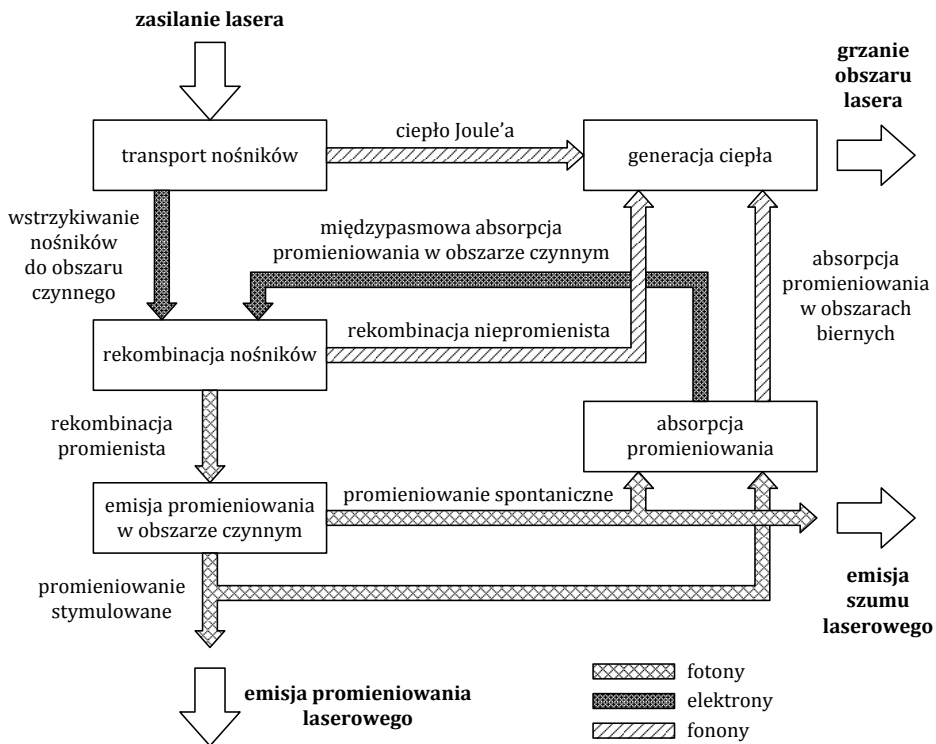 zasilanie lasera
grzanie
obszaru
lasera
transport nośników
ciepło Joule’a
generacja ciepła
wstrzykiwanie
nośników
do obszaru
czynnego
międzypasmowa absorpcja
promieniowania w obszarze czynnym
absorpcja
promieniowania
w obszarach
biernych
rekombinacja nośników
rekombinacja niepromienista
rekombinacja
promienista
absorpcja
promieniowania
emisja promieniowania
w obszarze czynnym
promieniowanie spontaniczne
promieniowanie
stymulowane
emisja
szumu
laserowego
emisja promieniowania
laserowego
fotony
elektrony
fonony